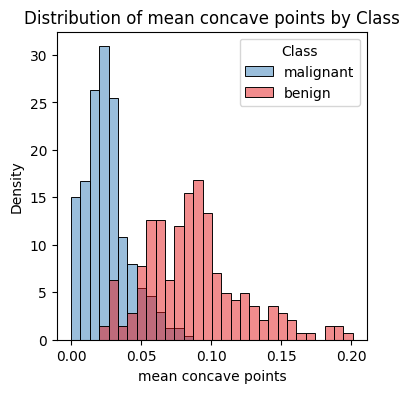 Distribution of mean concave points by Class
Class
malignant
benign
30
25
20
15
10
5
0
Density
0.00 0.05 0.10 0.15 0.20
mean concave points